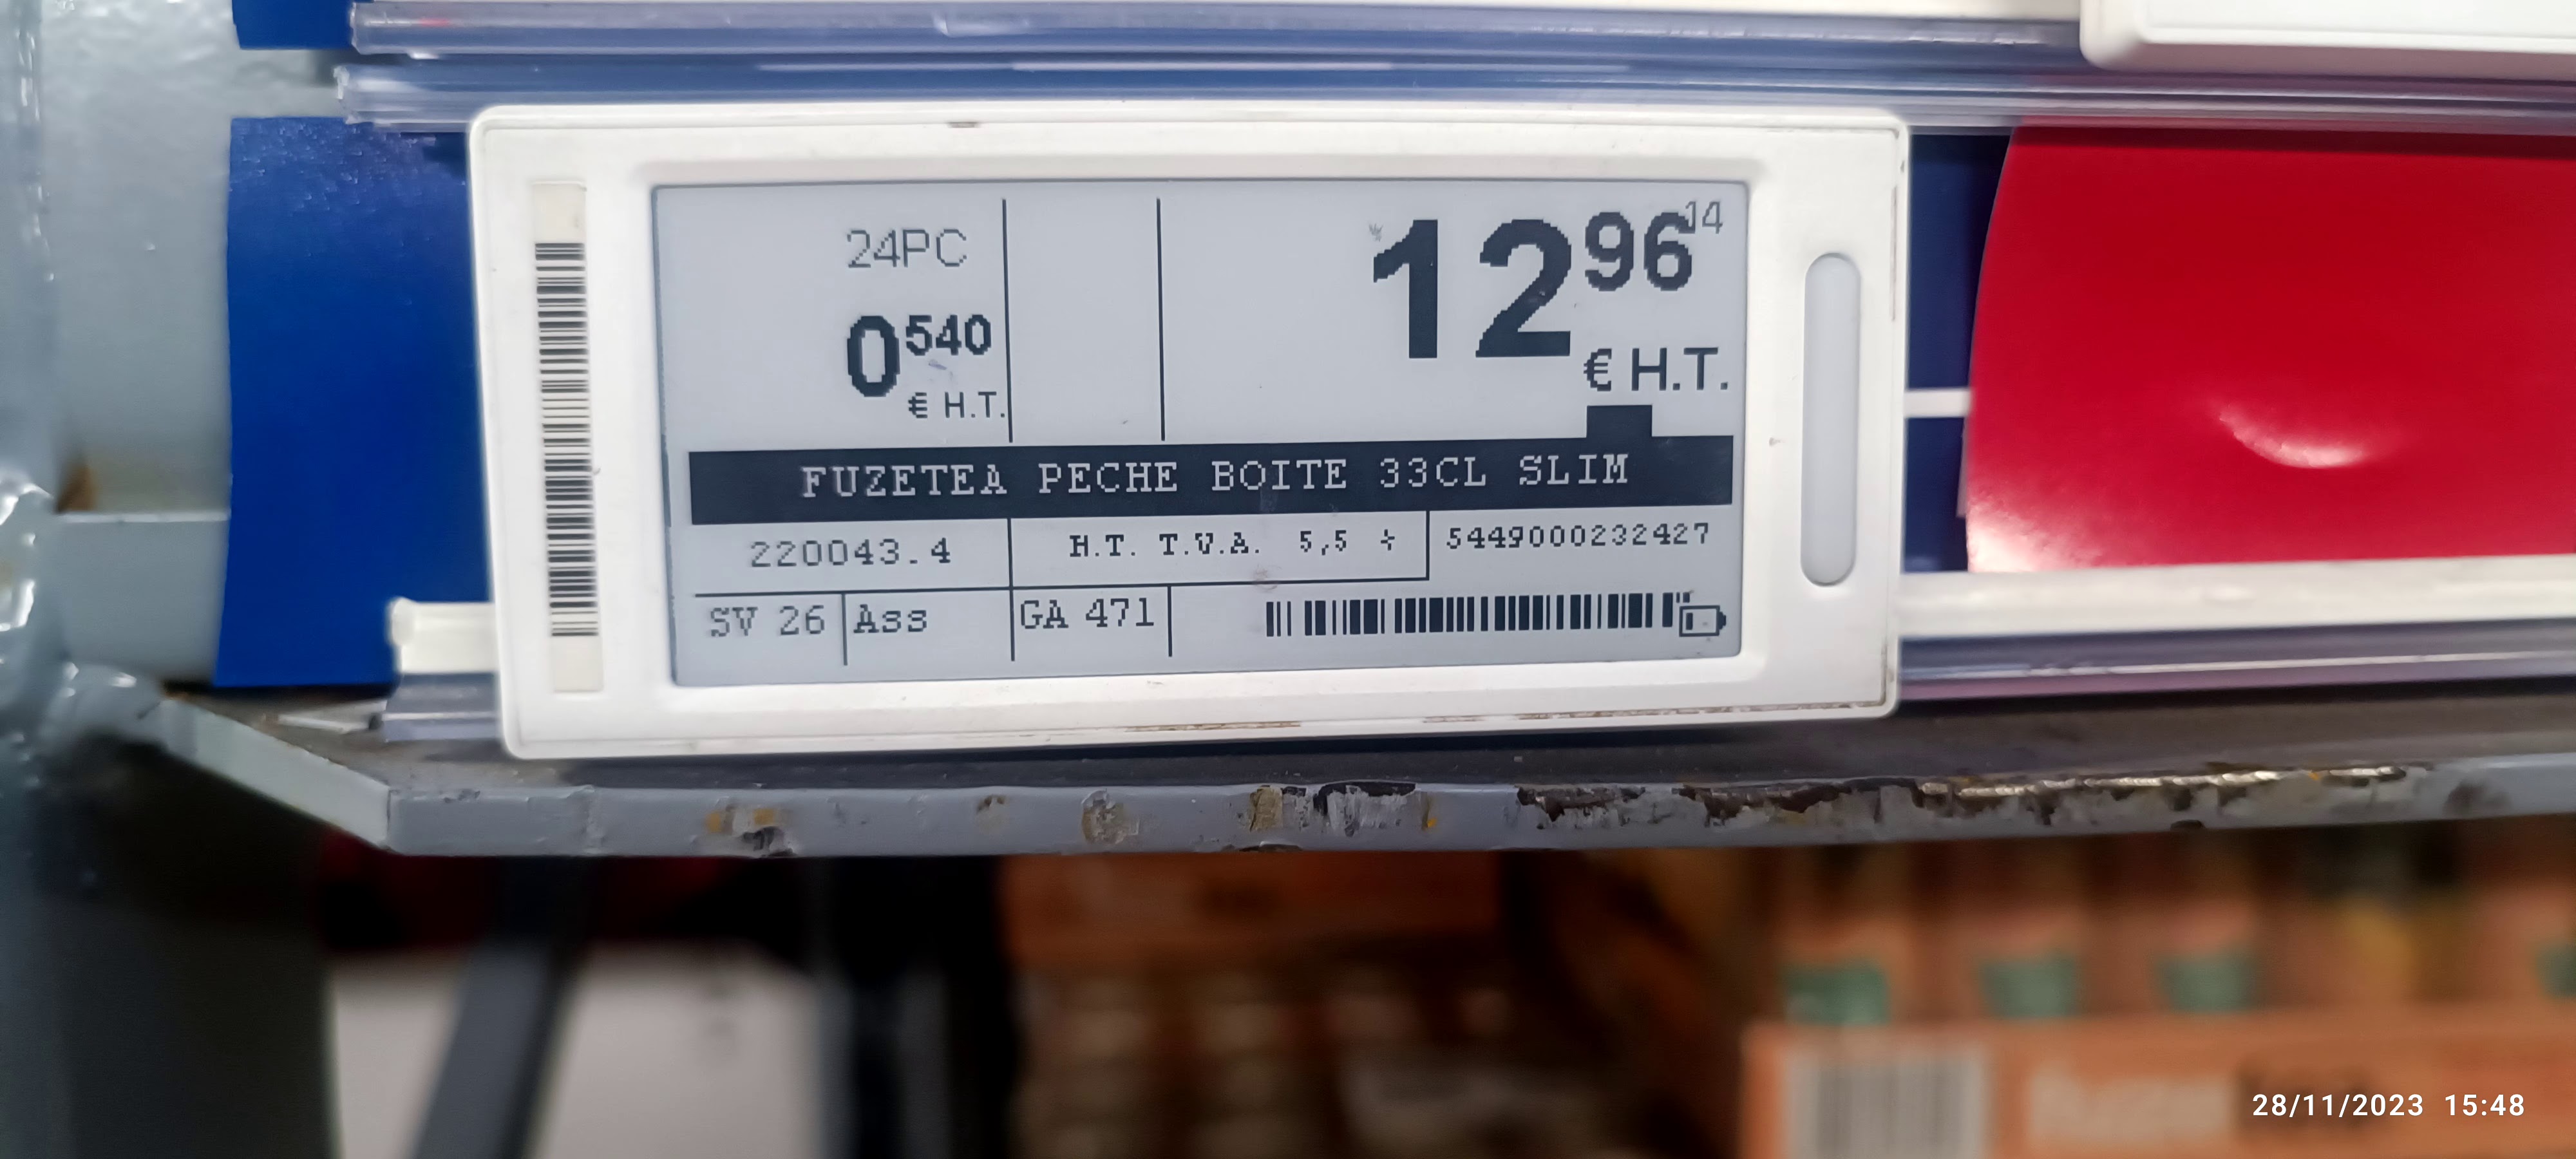 24PC
0540
€ H.T.
1296 14
€ H.T.
FUZETEA PECHE BOITE 33CL SLIM
220043.4
H.T. T.V.A. 5,5 %
5449000232427
SV 26
Ass
GA 471
28/11/2023 15:48